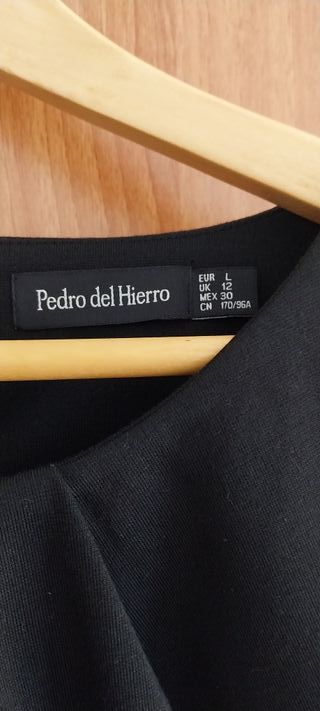 Pedro del Hierro
EUR L
UK 12
MEX 30
CN 170/96A